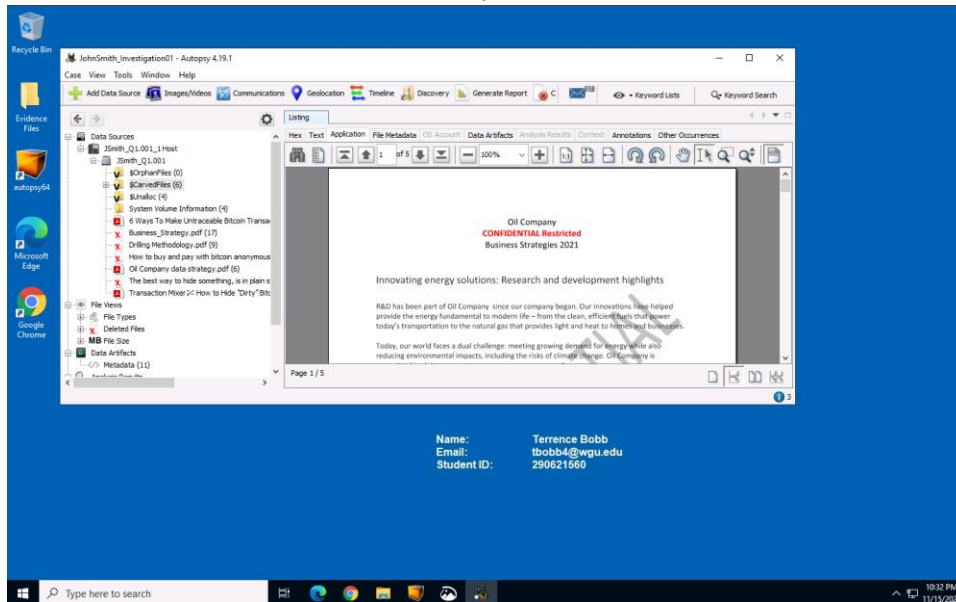 Recycle Bin
Evidence
Files
autopsy64
Microsoft
Edge
Google
Chrome
JohnSmith_Investigation01 - Autopsy 4.19.1
Case View Tools Window Help
Add Data Source Images/Videos Communications Geolocation Timeline Discovery Generate Report C Keyword Lists Keyword Search
Data Sources
JSmith_Q1.001_1 Host
JSmith_Q1.001
$OrphanFiles (0)
$CarvedFiles (6)
$Unalloc (4)
System Volume Information (4)
6 Ways To Make Untraceable Bitcoin Transa
Business_Strategy.pdf (17)
Drilling Methodology.pdf (9)
How to buy and pay with bitcoin anonymous
Oil Company data strategy.pdf (6)
The best way to hide something, is in plain s
Transaction Mixer>< How to Hide "Dirty" Bitc
File Views
File Types
Deleted Files
MB File Size
Data Artifacts
Metadata (11)
Listing
Hex Text Application File Metadata OS Account Data Artifacts Analysis Results Context Annotations Other Occurrences
1 of 5 100%
Oil Company
CONFIDENTIAL Restricted
Business Strategies 2021
Innovating energy solutions: Research and development highlights
R&D has been part of Oil Company since our company began. Our innovations have helped
provide the energy fundamental to modern life – from the clean, efficient fuels that power
today's transportation to the natural gas that provides light and heat to homes and businesses.
Today, our world faces a dual challenge: meeting growing demand for energy while also
reducing environmental impacts, including the risks of climate change. Oil Company is
Page 1 / 5
3
Name: Terrence Bobb
Email: tbobb4@wgu.edu
Student ID: 290621560
Type here to search
10:32 PM